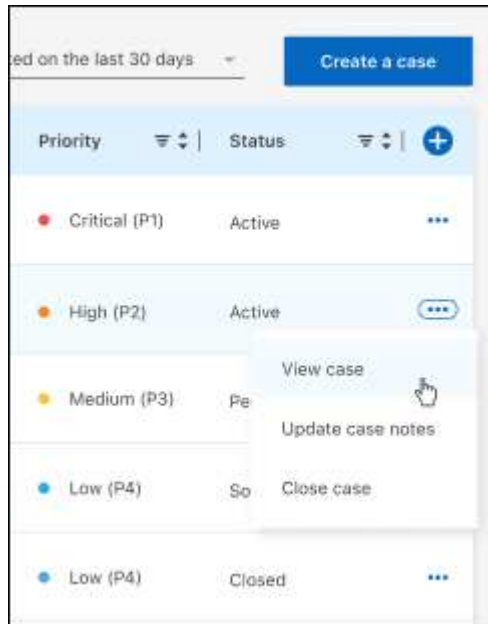 ted on the last 30 days
Create a case
Priority
Status
Critical (P1)
Active
High (P2)
Active
View case
Medium (P3)
Pe
Update case notes
Low (P4)
So
Close case
Low (P4)
Closed